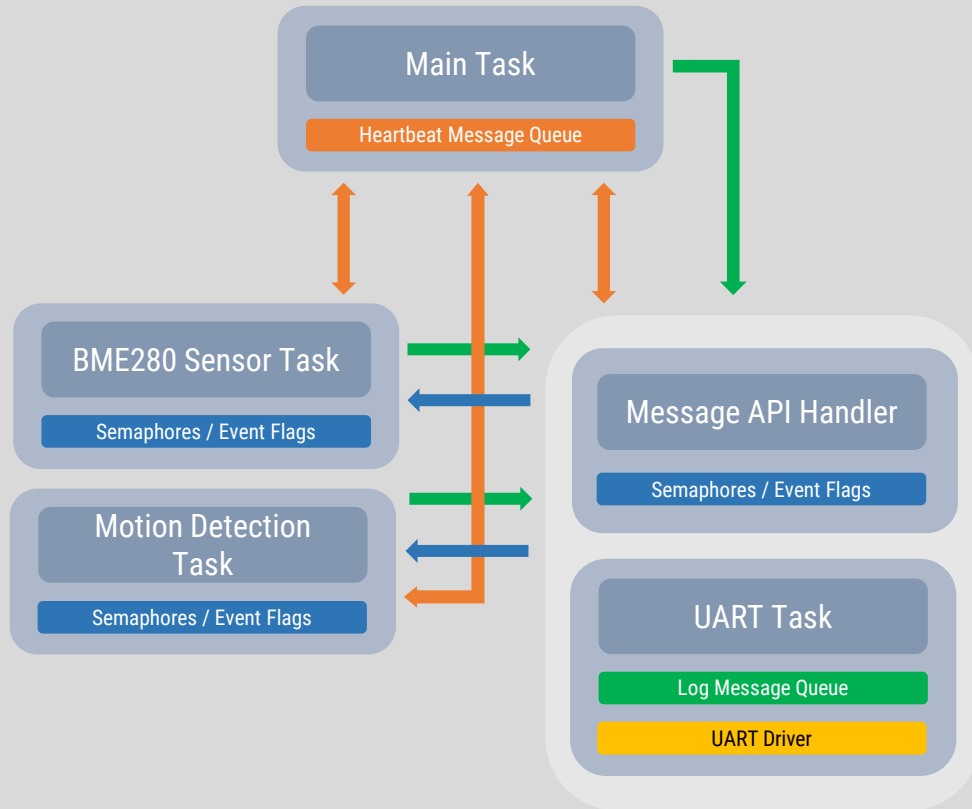 Main Task
Heartbeat Message Queue
BME280 Sensor Task
Semaphores / Event Flags
Motion Detection
Task
Semaphores / Event Flags
Message API Handler
Semaphores / Event Flags
UART Task
Log Message Queue
UART Driver